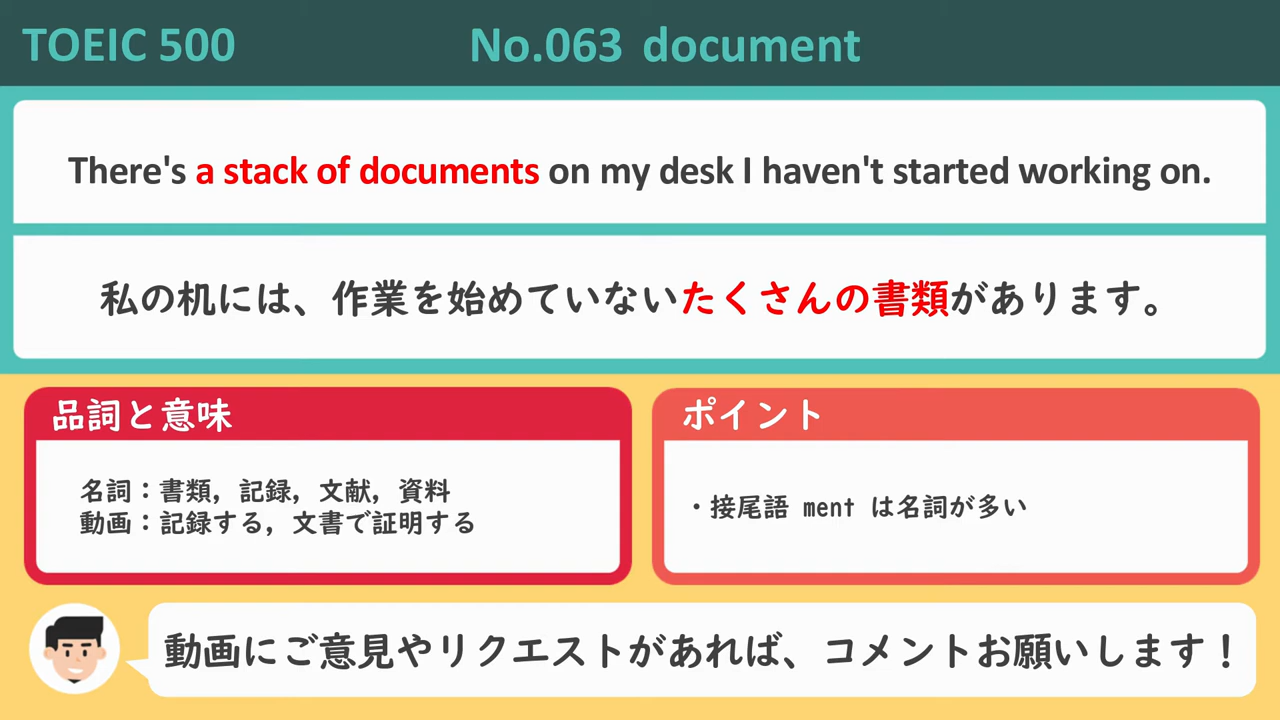 TOEIC 500
No.063 document
There's a stack of documents on my desk I haven't started working on.
私の机には、作業を始めていないたくさんの書類があります。
品詞と意味
名詞：書類，記録，文献，資料
動画：記録する，文書で証明する
ポイント
・接尾語 ment は名詞が多い
動画にご意見やリクエストがあれば、コメントお願いします！